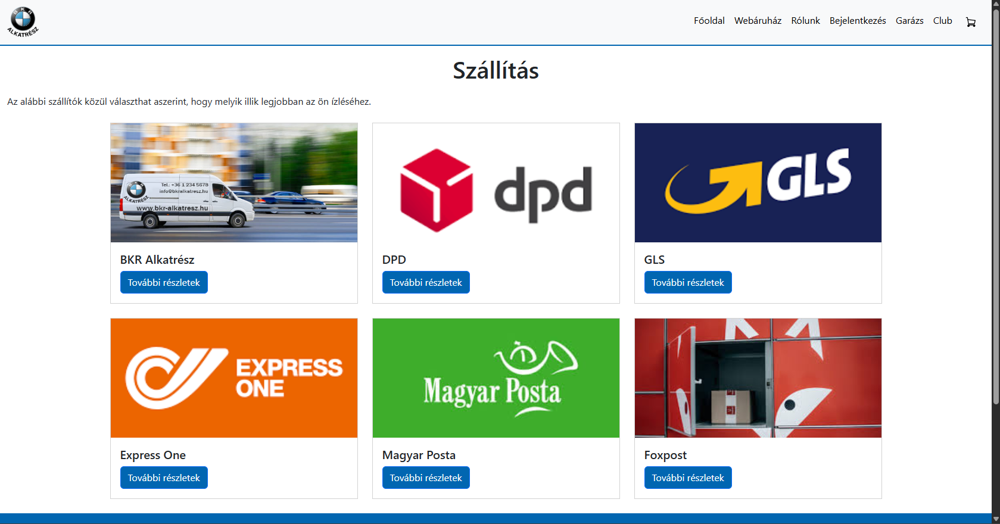 BKR
ALKATRÉSZ
Főoldal Webáruház Rólunk Bejelentkezés Garázs Club
Szállítás
Az alábbi szállítók közül választhat aszerint, hogy melyik illik legjobban az ön ízléséhez.
BKR
ALKATRÉSZ
Tel.: +36 1 234 5678
info@bkralkatresz.hu
www.bkr-alkatresz.hu
dpd
GLS
BKR Alkatrész
További részletek
DPD
További részletek
GLS
További részletek
EXPRESS
ONE
Magyar Posta
Express One
További részletek
Magyar Posta
További részletek
Foxpost
További részletek